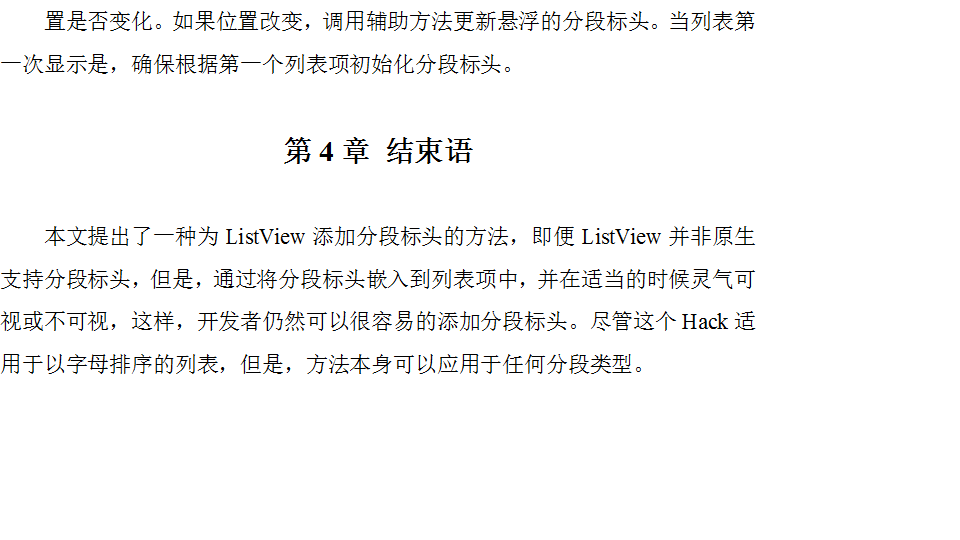 置是否变化。如果位置改变，调用辅助方法更新悬浮的分段标头。当列表第
一次显示是，确保根据第一个列表项初始化分段标头。
第 4 章 结束语
本文提出了一种为 ListView 添加分段标头的方法，即便 ListView 并非原生
支持分段标头，但是，通过将分段标头嵌入到列表项中，并在适当的时候灵气可
视或不可视，这样，开发者仍然可以很容易的添加分段标头。尽管这个 Hack 适
用于以字母排序的列表，但是，方法本身可以应用于任何分段类型。